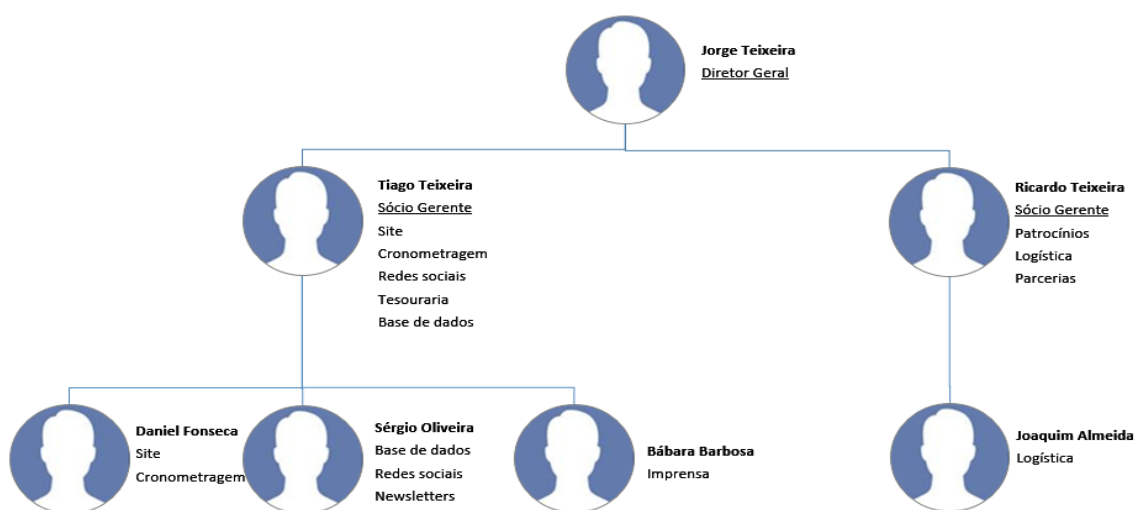 Jorge Teixeira
Diretor Geral
Tiago Teixeira
Sócio Gerente
Site
Cronometragem
Redes sociais
Tesouraria
Base de dados
Ricardo Teixeira
Sócio Gerente
Patrocínios
Logística
Parcerias
Daniel Fonseca
Site
Cronometragem
Sérgio Oliveira
Base de dados
Redes sociais
Newsletters
Bábara Barbosa
Imprensa
Joaquim Almeida
Logística